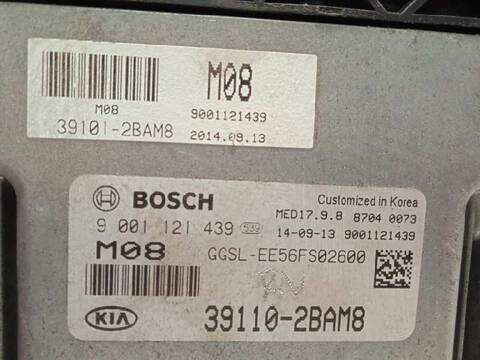 M08
M08 9001121439
39101-2BAM8 2014.09.13
BOSCH Customized in Korea
9 001 121 439 MED17.9.8 8704 0073
14-09-13 9001121439
M08 GGSL-EE56FS02600
KIA 39110-2BAM8